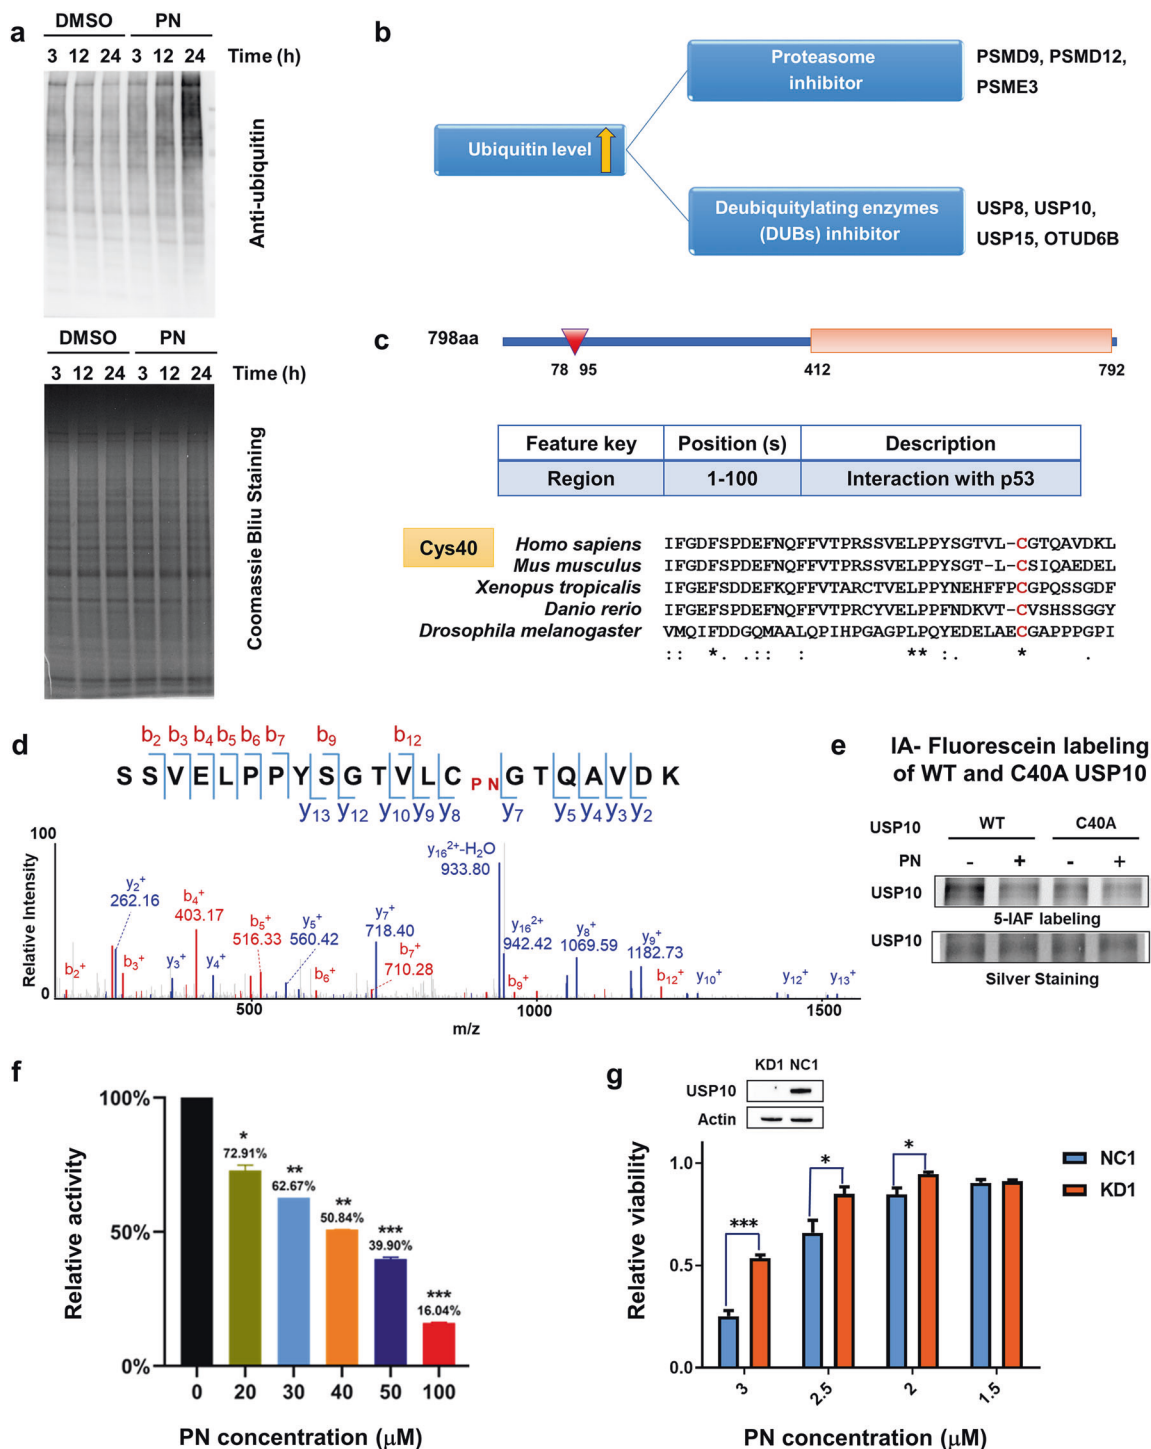 a
DMSO PN
3 12 24 3 12 24 Time (h)
Anti-ubiquitin
DMSO PN
3 12 24 3 12 24 Time (h)
Coomassie Bliu Staining
b
Ubiquitin level
Proteasome
inhibitor
PSMD9, PSMD12,
PSME3
Deubiquitylating enzymes
(DUBs) inhibitor
USP8, USP10,
USP15, OTUD6B
c
798aa
78 95 412 792
Feature key Position (s) Description
Region 1-100 Interaction with p53
Cys40
Homo sapiens IFGDFSPDEFNQFFVTPRSSVELPPYSGTVL-CGTQAVDKL
Mus musculus IFGDFSPDEFNQFFVTPRSSVELPPYSGT-L-CSIQAEDEL
Xenopus tropicalis IFGEFSDDEFKQFFVTARCTVELPPYNEHFFPCGPQSSGDF
Danio rerio IFGEFSPDEFNQFFVTPRCYVELPPFNDKVT-CVSHSSGGY
Drosophila melanogaster VMQIFDDGQMAALQPIHPGAGPLPQYEDELAECGAPPPGPI
:: *. .:: : ** :. * .
d
b2 b3 b4 b5 b6 b7 b9 b12
S S V E L P P Y S G T V L C PN G T Q A V D K
y13 y12 y10 y9 y8 y7 y5 y4 y3 y2
100
Relative Intensity
0
b2+
y2+
262.16
b3+
y3+
b4+
403.17
y4+
b5+
516.33
y5+
560.42
b6+
y7+
718.40
b7+
710.28
y16 2+-H2O
933.80
y16 2+
942.42
b9+
y8+
1069.59
y9+
1182.73
b12+
y10+
y12+
y13+
500 1000 1500
m/z
e
IA- Fluorescein labeling
of WT and C40A USP10
USP10 WT C40A
PN - + - +
USP10
5-IAF labeling
USP10
Silver Staining
f
100%
50%
0%
Relative activity
*
72.91%
**
62.67%
**
50.84%
***
39.90%
***
16.04%
0 20 30 40 50 100
PN concentration (μM)
g
KD1 NC1
USP10
Actin
Relative viability
1.0
0.5
0.0
***
*
*
NC1
KD1
3 2.5 2 1.5
PN concentration (μM)